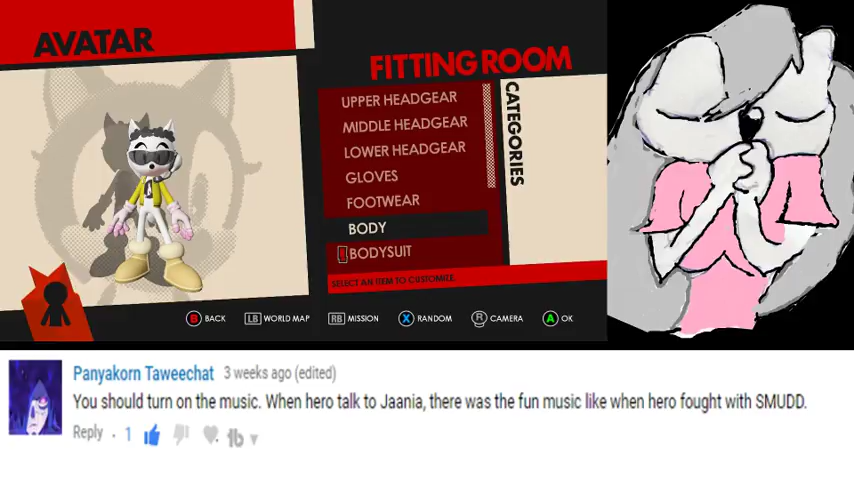 AVATAR
FITTING ROOM
UPPER HEADGEAR
MIDDLE HEADGEAR
LOWER HEADGEAR
GLOVES
FOOTWEAR
BODY
BODYSUIT
CATEGORIES
SELECT AN ITEM TO CUSTOMIZE.
B BACK LB WORLD MAP RB MISSION X RANDOM R CAMERA A OK
Panyakorn Taweechat 3 weeks ago (edited)
You should turn on the music. When hero talk to Jaania, there was the fun music like when hero fought with SMUDD.
Reply · 1